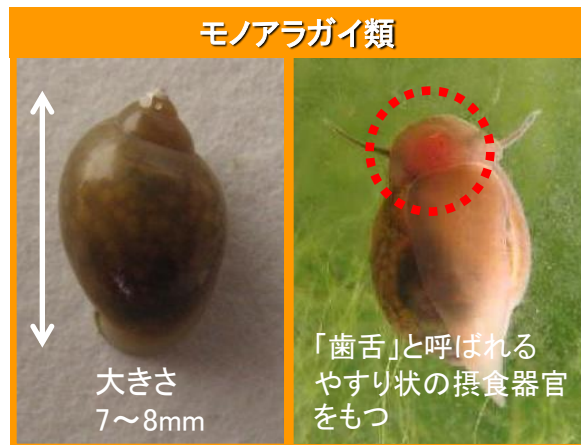 モノアラガイ類
大きさ
7～8mm
「歯舌」と呼ばれる
やすり状の摂食器官
をもつ